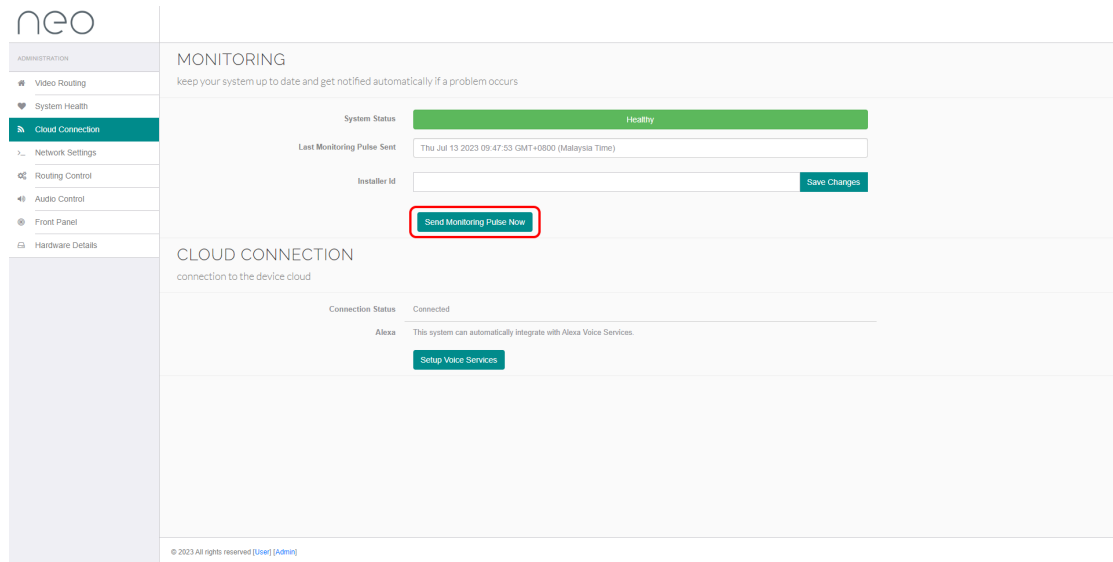 neo
ADMINISTRATION
Video Routing
System Health
Cloud Connection
Network Settings
Routing Control
Audio Control
Front Panel
Hardware Details
MONITORING
keep your system up to date and get notified automatically if a problem occurs
System Status Healthy
Last Monitoring Pulse Sent Thu Jul 13 2023 09:47:53 GMT+0800 (Malaysia Time)
Installer Id Save Changes
Send Monitoring Pulse Now
CLOUD CONNECTION
connection to the device cloud
Connection Status Connected
Alexa This system can automatically integrate with Alexa Voice Services.
Setup Voice Services
© 2023 All rights reserved [User] [Admin]